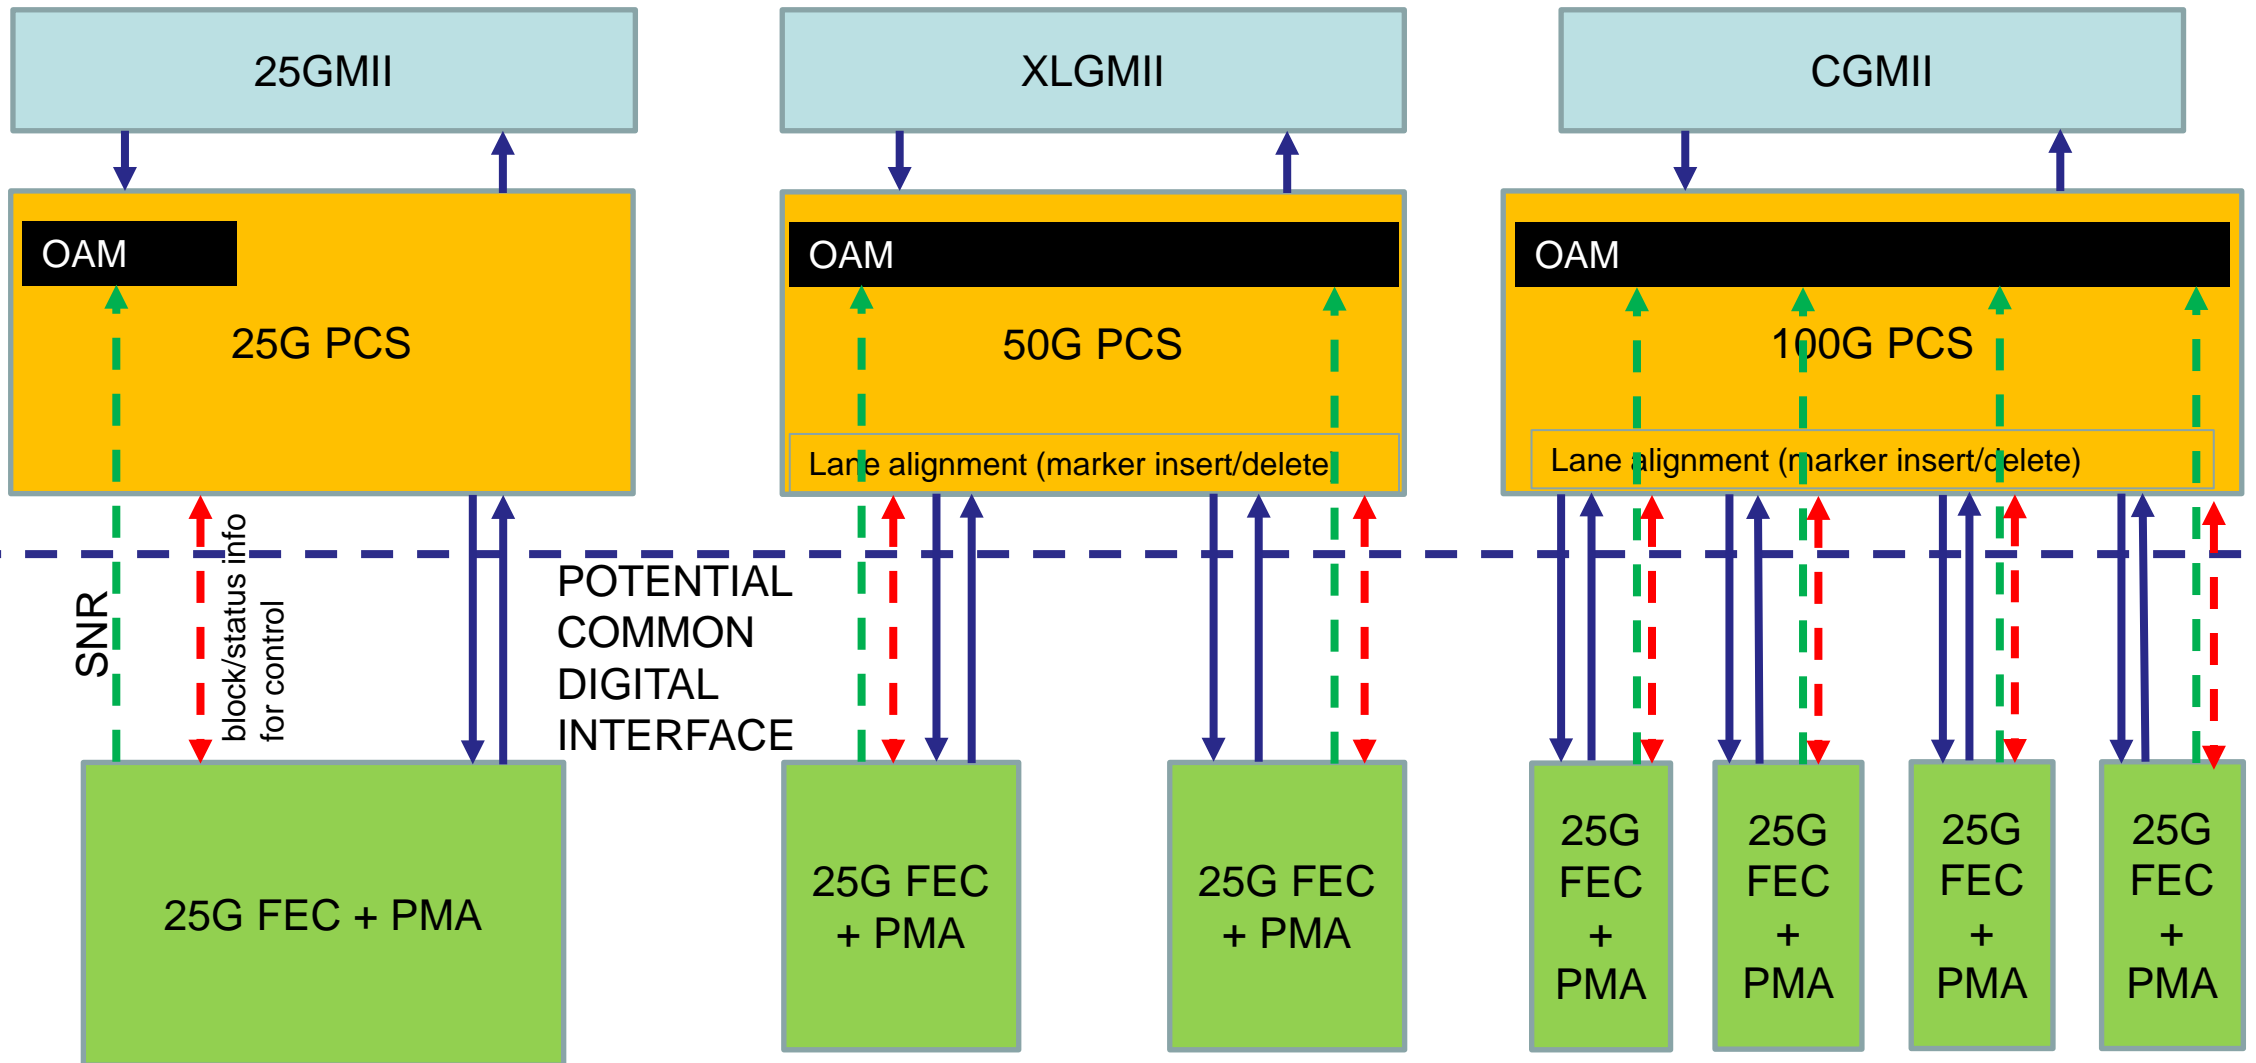 25GMII
XLGMII
CGMII
OAM
25G PCS
OAM
50G PCS
Lane alignment (marker insert/delete)
OAM
100G PCS
Lane alignment (marker insert/delete)
SNR
block/status info
for control
POTENTIAL
COMMON
DIGITAL
INTERFACE
25G FEC + PMA
25G FEC
+ PMA
25G FEC
+ PMA
25G
FEC
+
PMA
25G
FEC
+
PMA
25G
FEC
+
PMA
25G
FEC
+
PMA